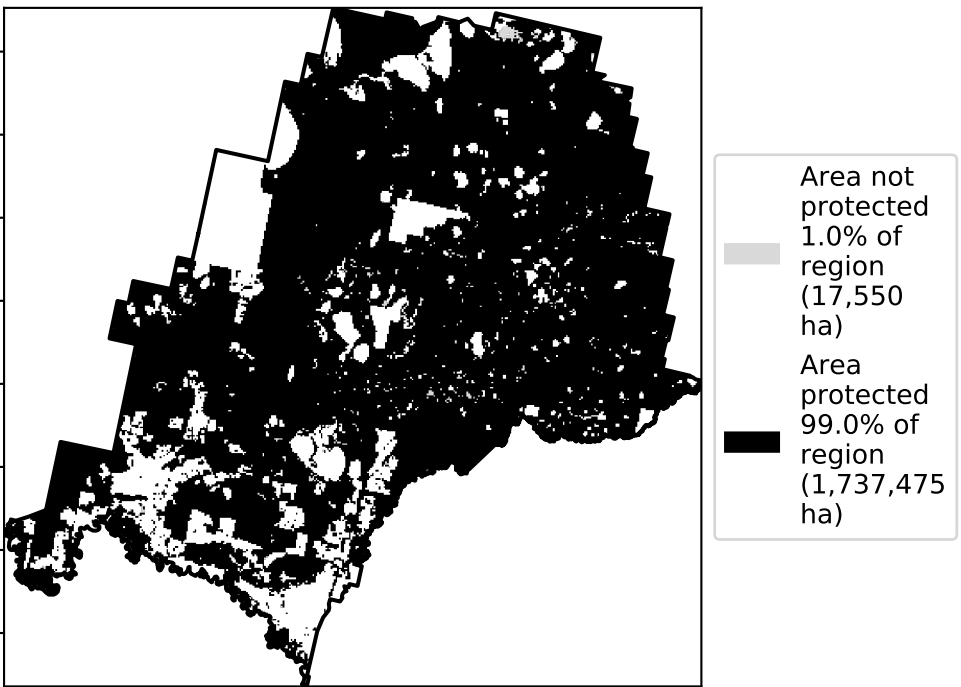 Area not
protected
1.0% of
region
(17,550
ha)
Area
protected
99.0% of
region
(1,737,475
ha)